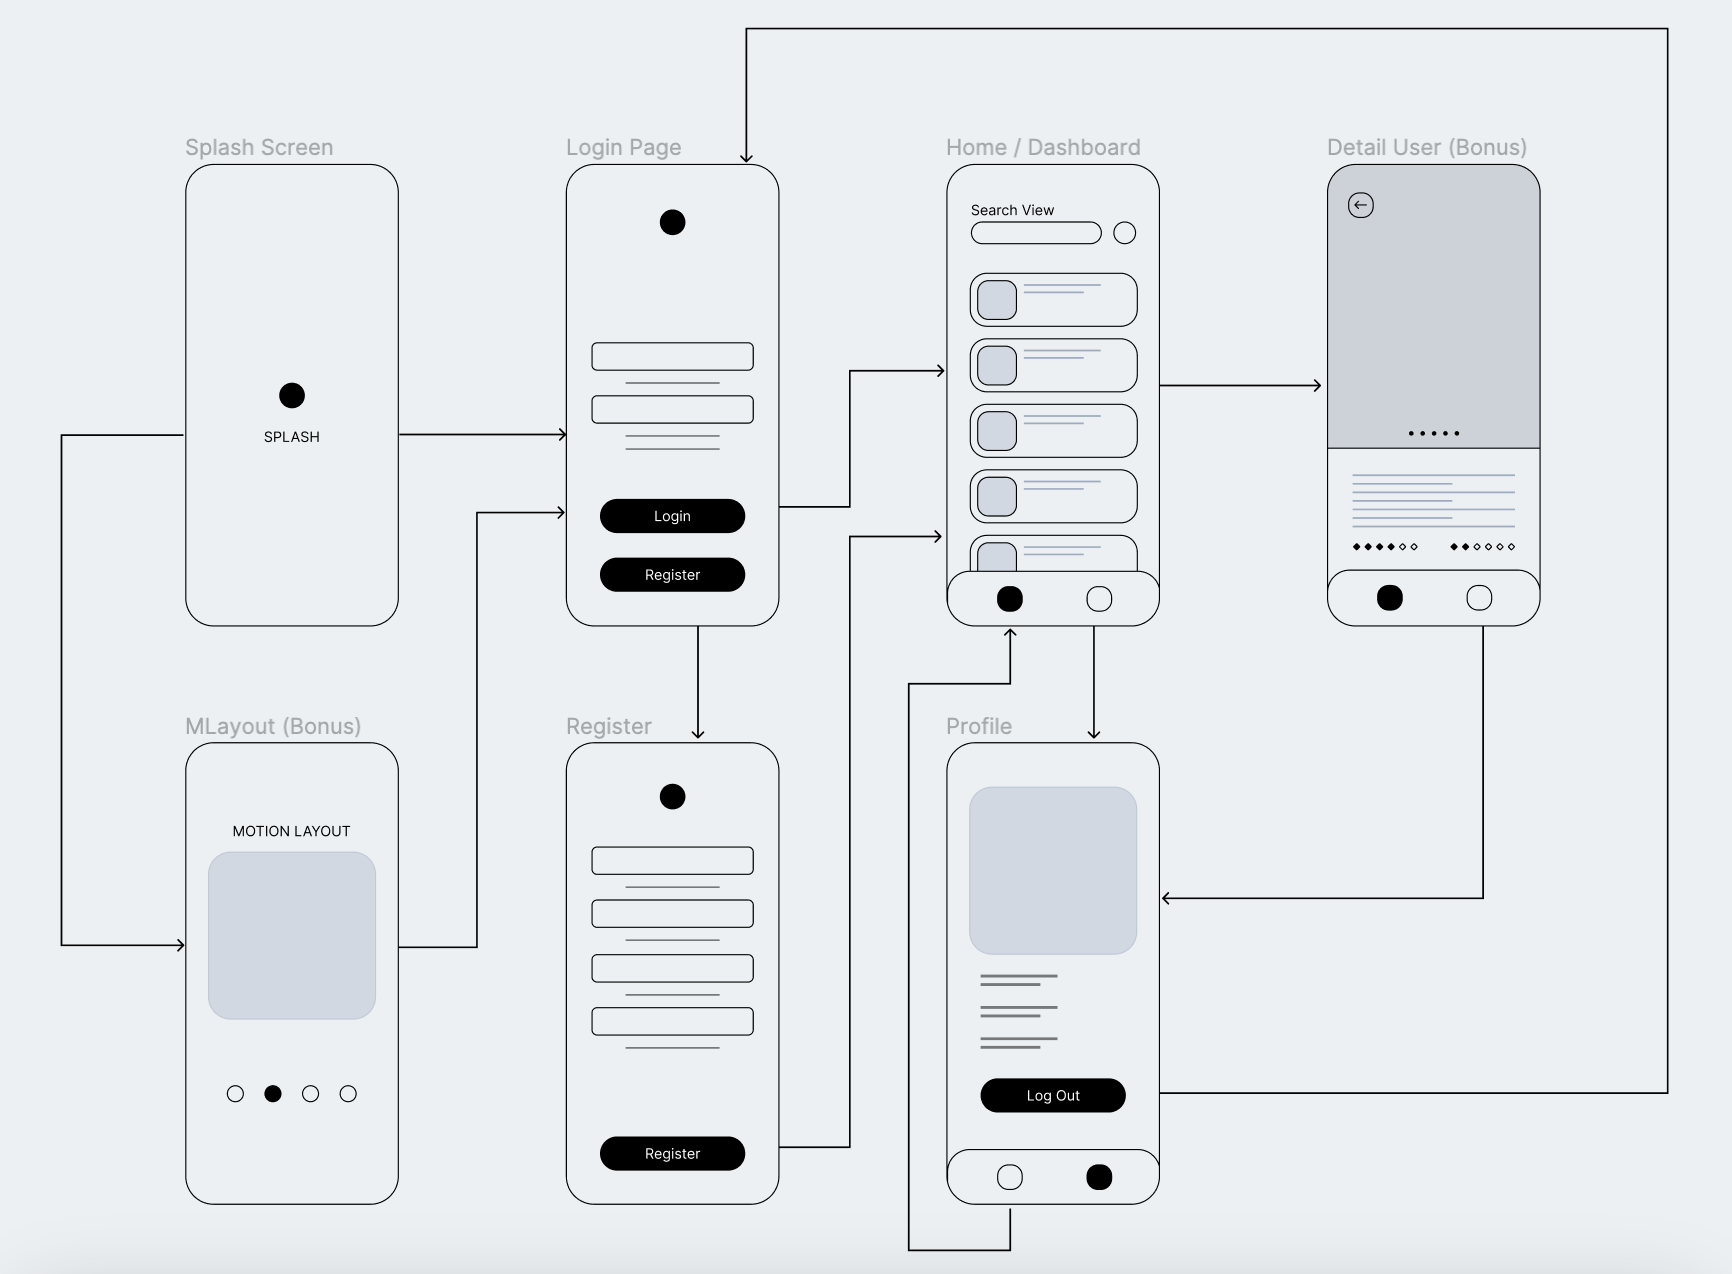 Splash Screen
SPLASH
Login Page
Login
Register
Home / Dashboard
Search View
Detail User (Bonus)
MLayout (Bonus)
MOTION LAYOUT
Register
Register
Profile
Log Out